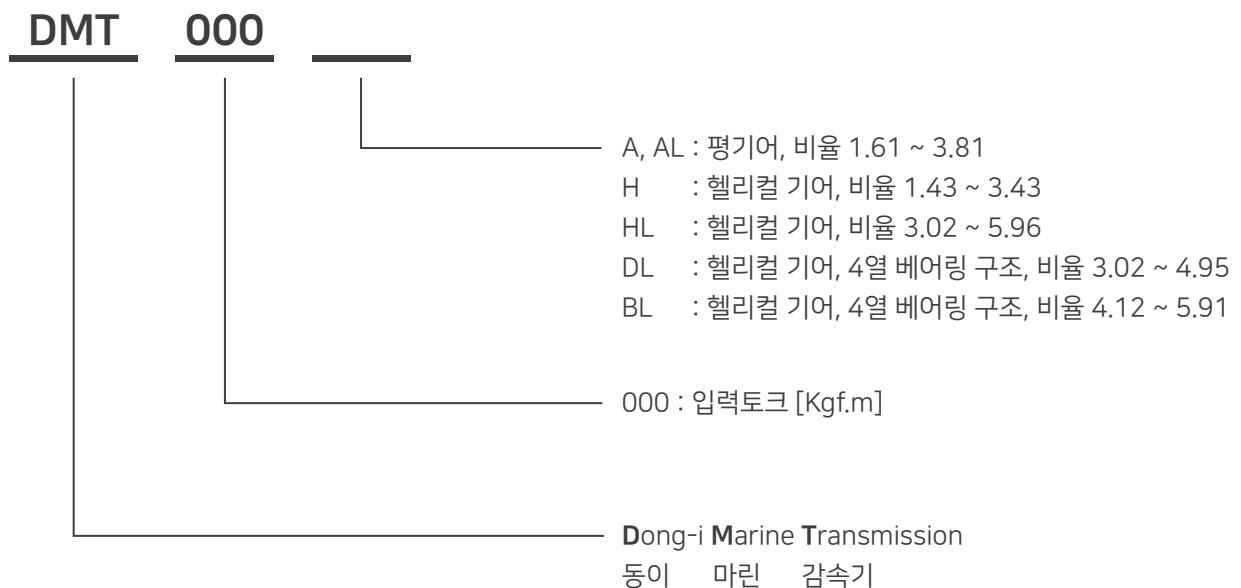 DMT 000
A, AL : 평기어, 비율 1.61 ~ 3.81
H : 헬리컬 기어, 비율 1.43 ~ 3.43
HL : 헬리컬 기어, 비율 3.02 ~ 5.96
DL : 헬리컬 기어, 4열 베어링 구조, 비율 3.02 ~ 4.95
BL : 헬리컬 기어, 4열 베어링 구조, 비율 4.12 ~ 5.91
000 : 입력토크 [Kgf.m]
Dong-i Marine Transmission
동이 마린 감속기